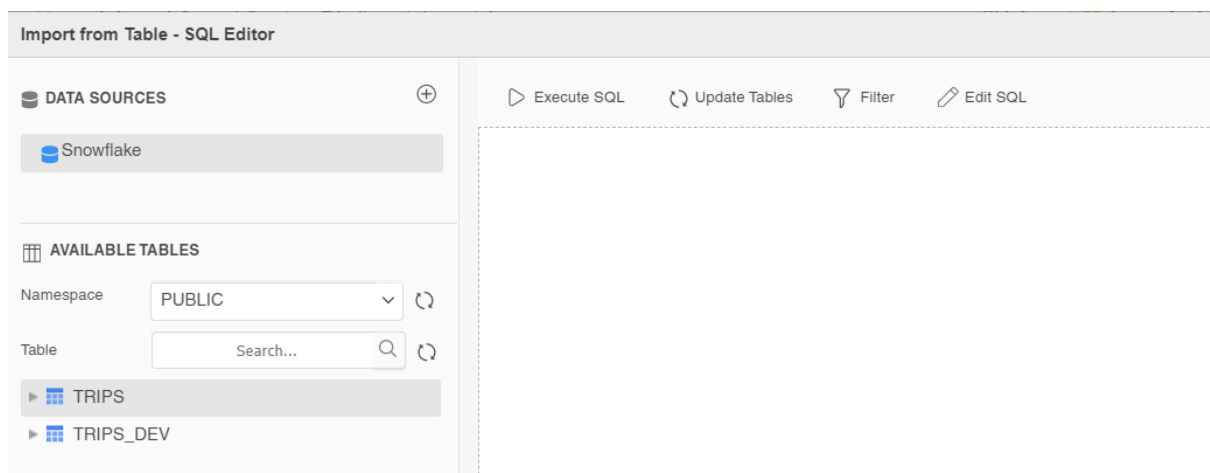 Import from Table - SQL Editor
DATA SOURCES
Snowflake
Execute SQL
Update Tables
Filter
Edit SQL
AVAILABLE TABLES
Namespace
PUBLIC
Table
Search...
TRIPS
TRIPS_DEV